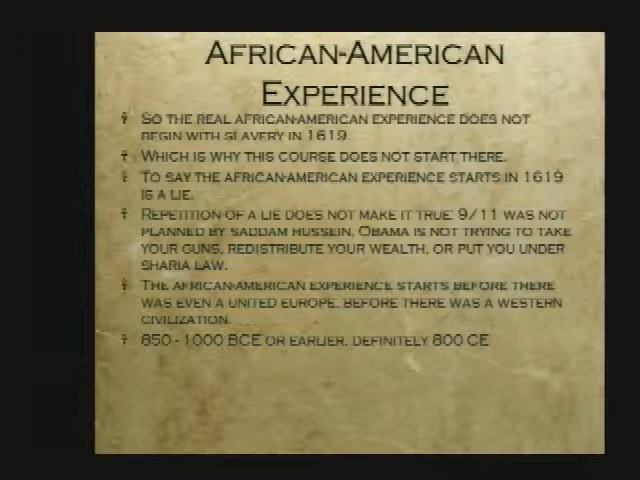 AFRICAN-AMERICAN
EXPERIENCE
SO THE REAL AFRICAN-AMERICAN EXPERIENCE DOES NOT
BEGIN WITH SLAVERY IN 1619
WHICH IS WHY THIS COURSE DOES NOT START THERE.
TO SAY THE AFRICAN-AMERICAN EXPERIENCE STARTS IN 1619
IS A LIE.
REPETITION OF A LIE DOES NOT MAKE IT TRUE: 9/11 WAS NOT
PLANNED BY SADDAM HUSSEIN, OBAMA IS NOT TRYING TO TAKE
YOUR GUNS, REDISTRIBUTE YOUR WEALTH, OR PUT YOU UNDER
SHARIA LAW.
THE AFRICAN-AMERICAN EXPERIENCE STARTS BEFORE THERE
WAS EVEN A UNITED EUROPE, BEFORE THERE WAS A WESTERN
CIVILIZATION.
850 - 1000 BCE OR EARLIER, DEFINITELY 800 CE